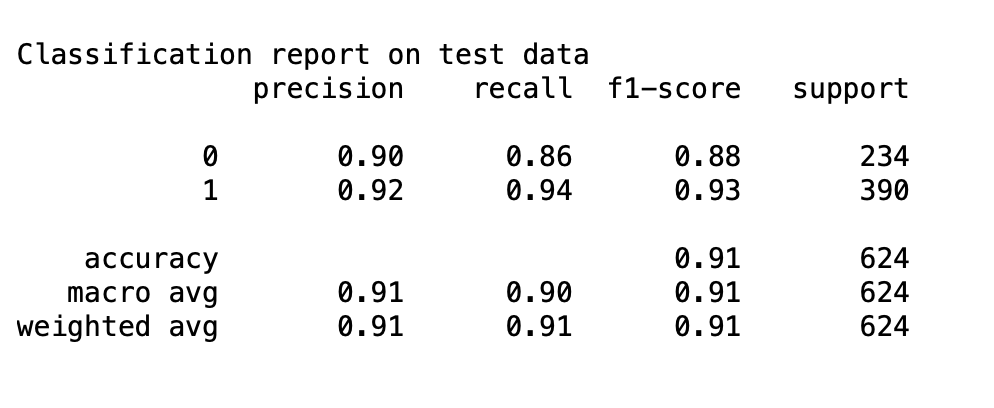 Classification report on test data
precision recall f1-score support
0 0.90 0.86 0.88 234
1 0.92 0.94 0.93 390
accuracy 0.91 624
macro avg 0.91 0.90 0.91 624
weighted avg 0.91 0.91 0.91 624